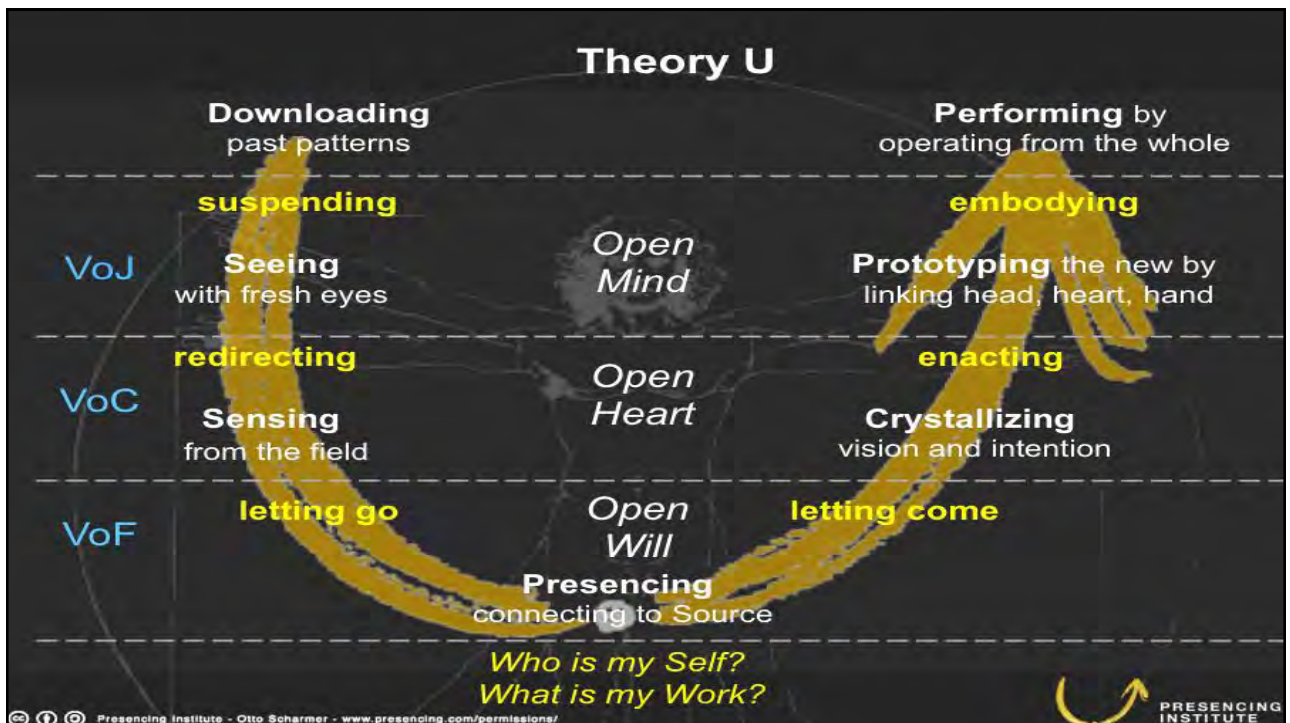 Theory U
Downloading
past patterns
Performing by
operating from the whole
suspending
embodying
VoJ
Seeing
with fresh eyes
Open
Mind
Prototyping the new by
linking head, heart, hand
redirecting
enacting
VoC
Sensing
from the field
Open
Heart
Crystallizing
vision and intention
letting go
letting come
VoF
Open
Will
Presencing
connecting to Source
Who is my Self?
What is my Work?
Presencing Institute - Otto Scharmer - www.presencing.com/permissions/
PRESENCING
INSTITUTE